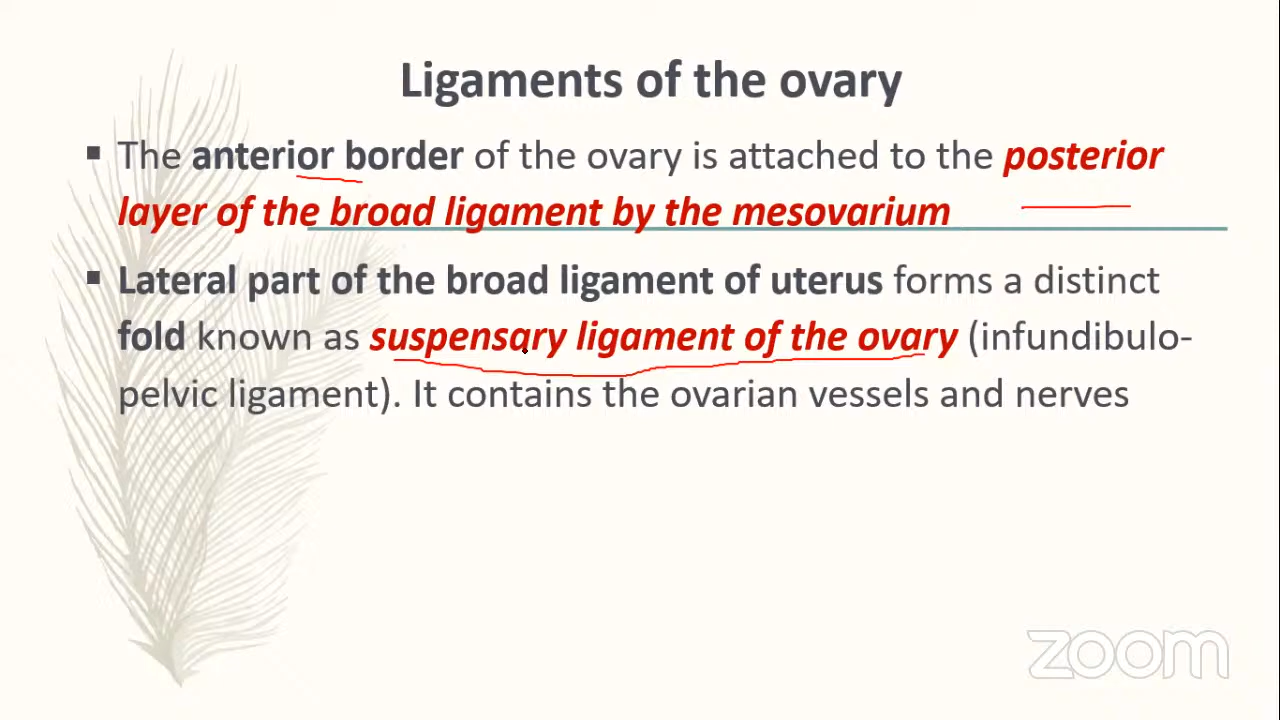 Ligaments of the ovary
▪ The anterior border of the ovary is attached to the posterior
layer of the broad ligament by the mesovarium
▪ Lateral part of the broad ligament of uterus forms a distinct
fold known as suspensary ligament of the ovary (infundibulo-
pelvic ligament). It contains the ovarian vessels and nerves
zoom